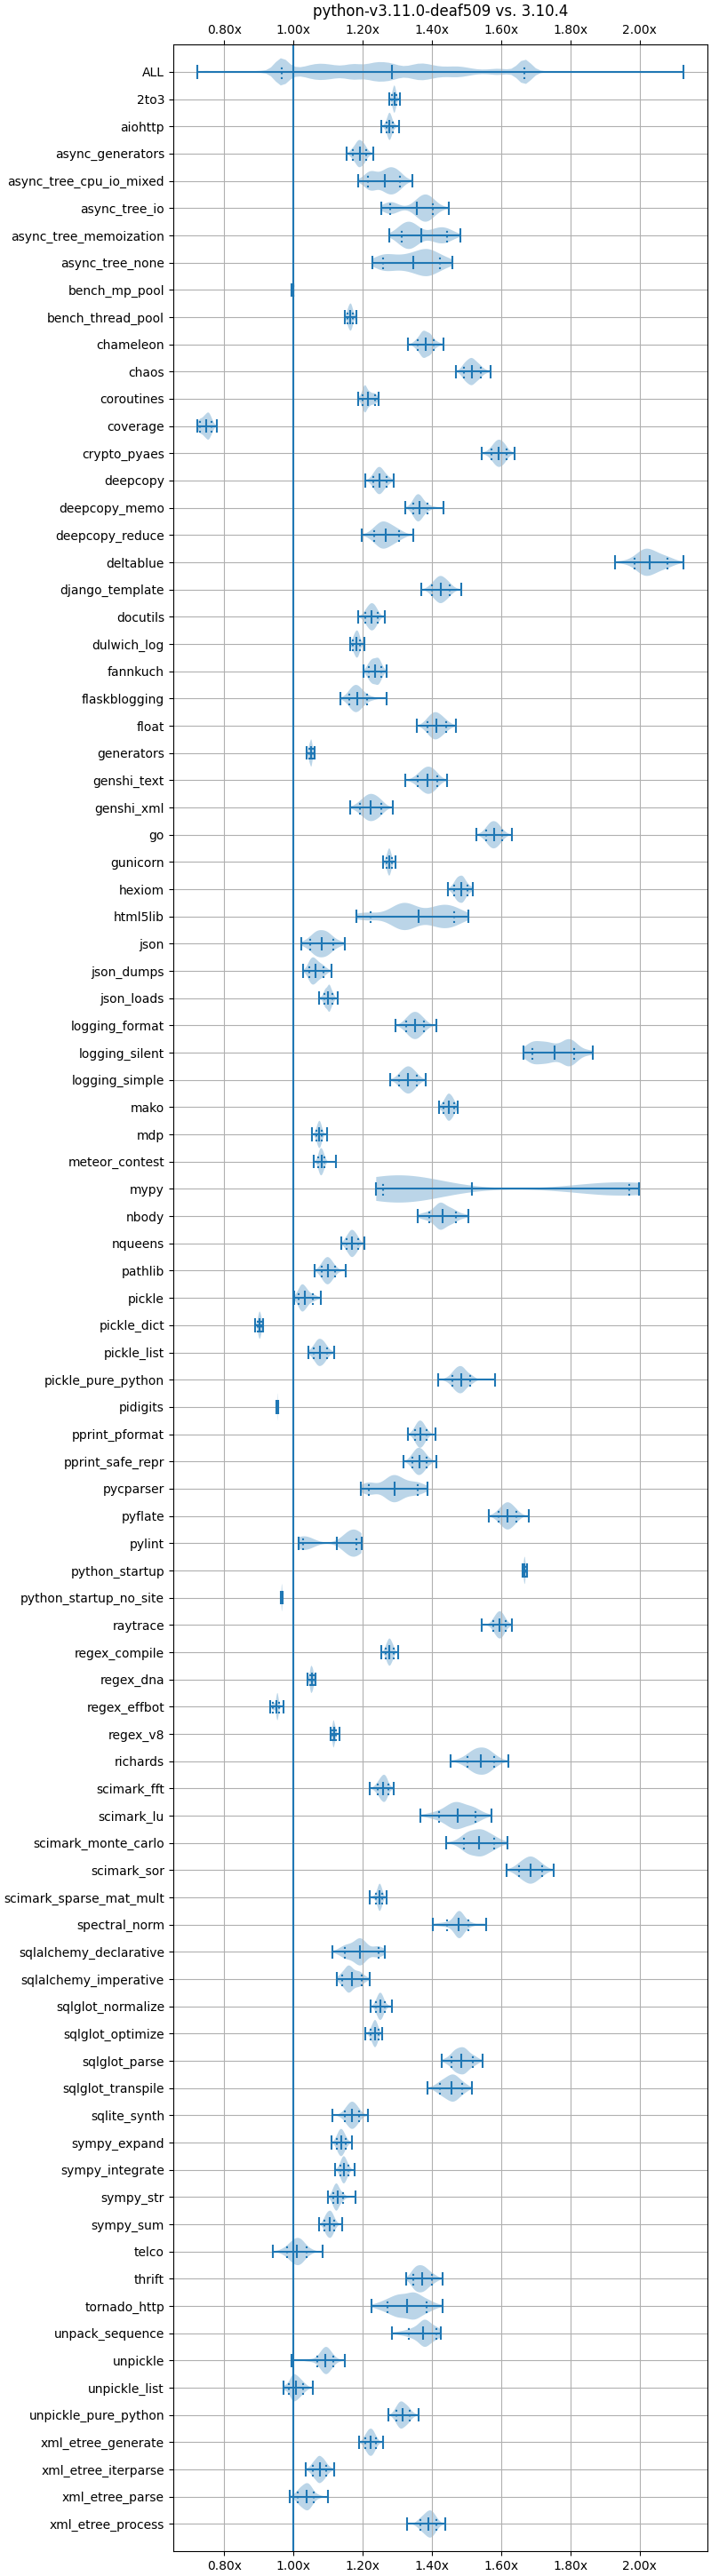 python-v3.11.0-deaf509 vs. 3.10.4
0.80x 1.00x 1.20x 1.40x 1.60x 1.80x 2.00x
ALL
2to3
aiohttp
async_generators
async_tree_cpu_io_mixed
async_tree_io
async_tree_memoization
async_tree_none
bench_mp_pool
bench_thread_pool
chameleon
chaos
coroutines
coverage
crypto_pyaes
deepcopy
deepcopy_memo
deepcopy_reduce
deltablue
django_template
docutils
dulwich_log
fannkuch
flaskblogging
float
generators
genshi_text
genshi_xml
go
gunicorn
hexiom
html5lib
json
json_dumps
json_loads
logging_format
logging_silent
logging_simple
mako
mdp
meteor_contest
mypy
nbody
nqueens
pathlib
pickle
pickle_dict
pickle_list
pickle_pure_python
pidigits
pprint_pformat
pprint_safe_repr
pycparser
pyflate
pylint
python_startup
python_startup_no_site
raytrace
regex_compile
regex_dna
regex_effbot
regex_v8
richards
scimark_fft
scimark_lu
scimark_monte_carlo
scimark_sor
scimark_sparse_mat_mult
spectral_norm
sqlalchemy_declarative
sqlalchemy_imperative
sqlglot_normalize
sqlglot_optimize
sqlglot_parse
sqlglot_transpile
sqlite_synth
sympy_expand
sympy_integrate
sympy_str
sympy_sum
telco
thrift
tornado_http
unpack_sequence
unpickle
unpickle_list
unpickle_pure_python
xml_etree_generate
xml_etree_iterparse
xml_etree_parse
xml_etree_process
0.80x 1.00x 1.20x 1.40x 1.60x 1.80x 2.00x